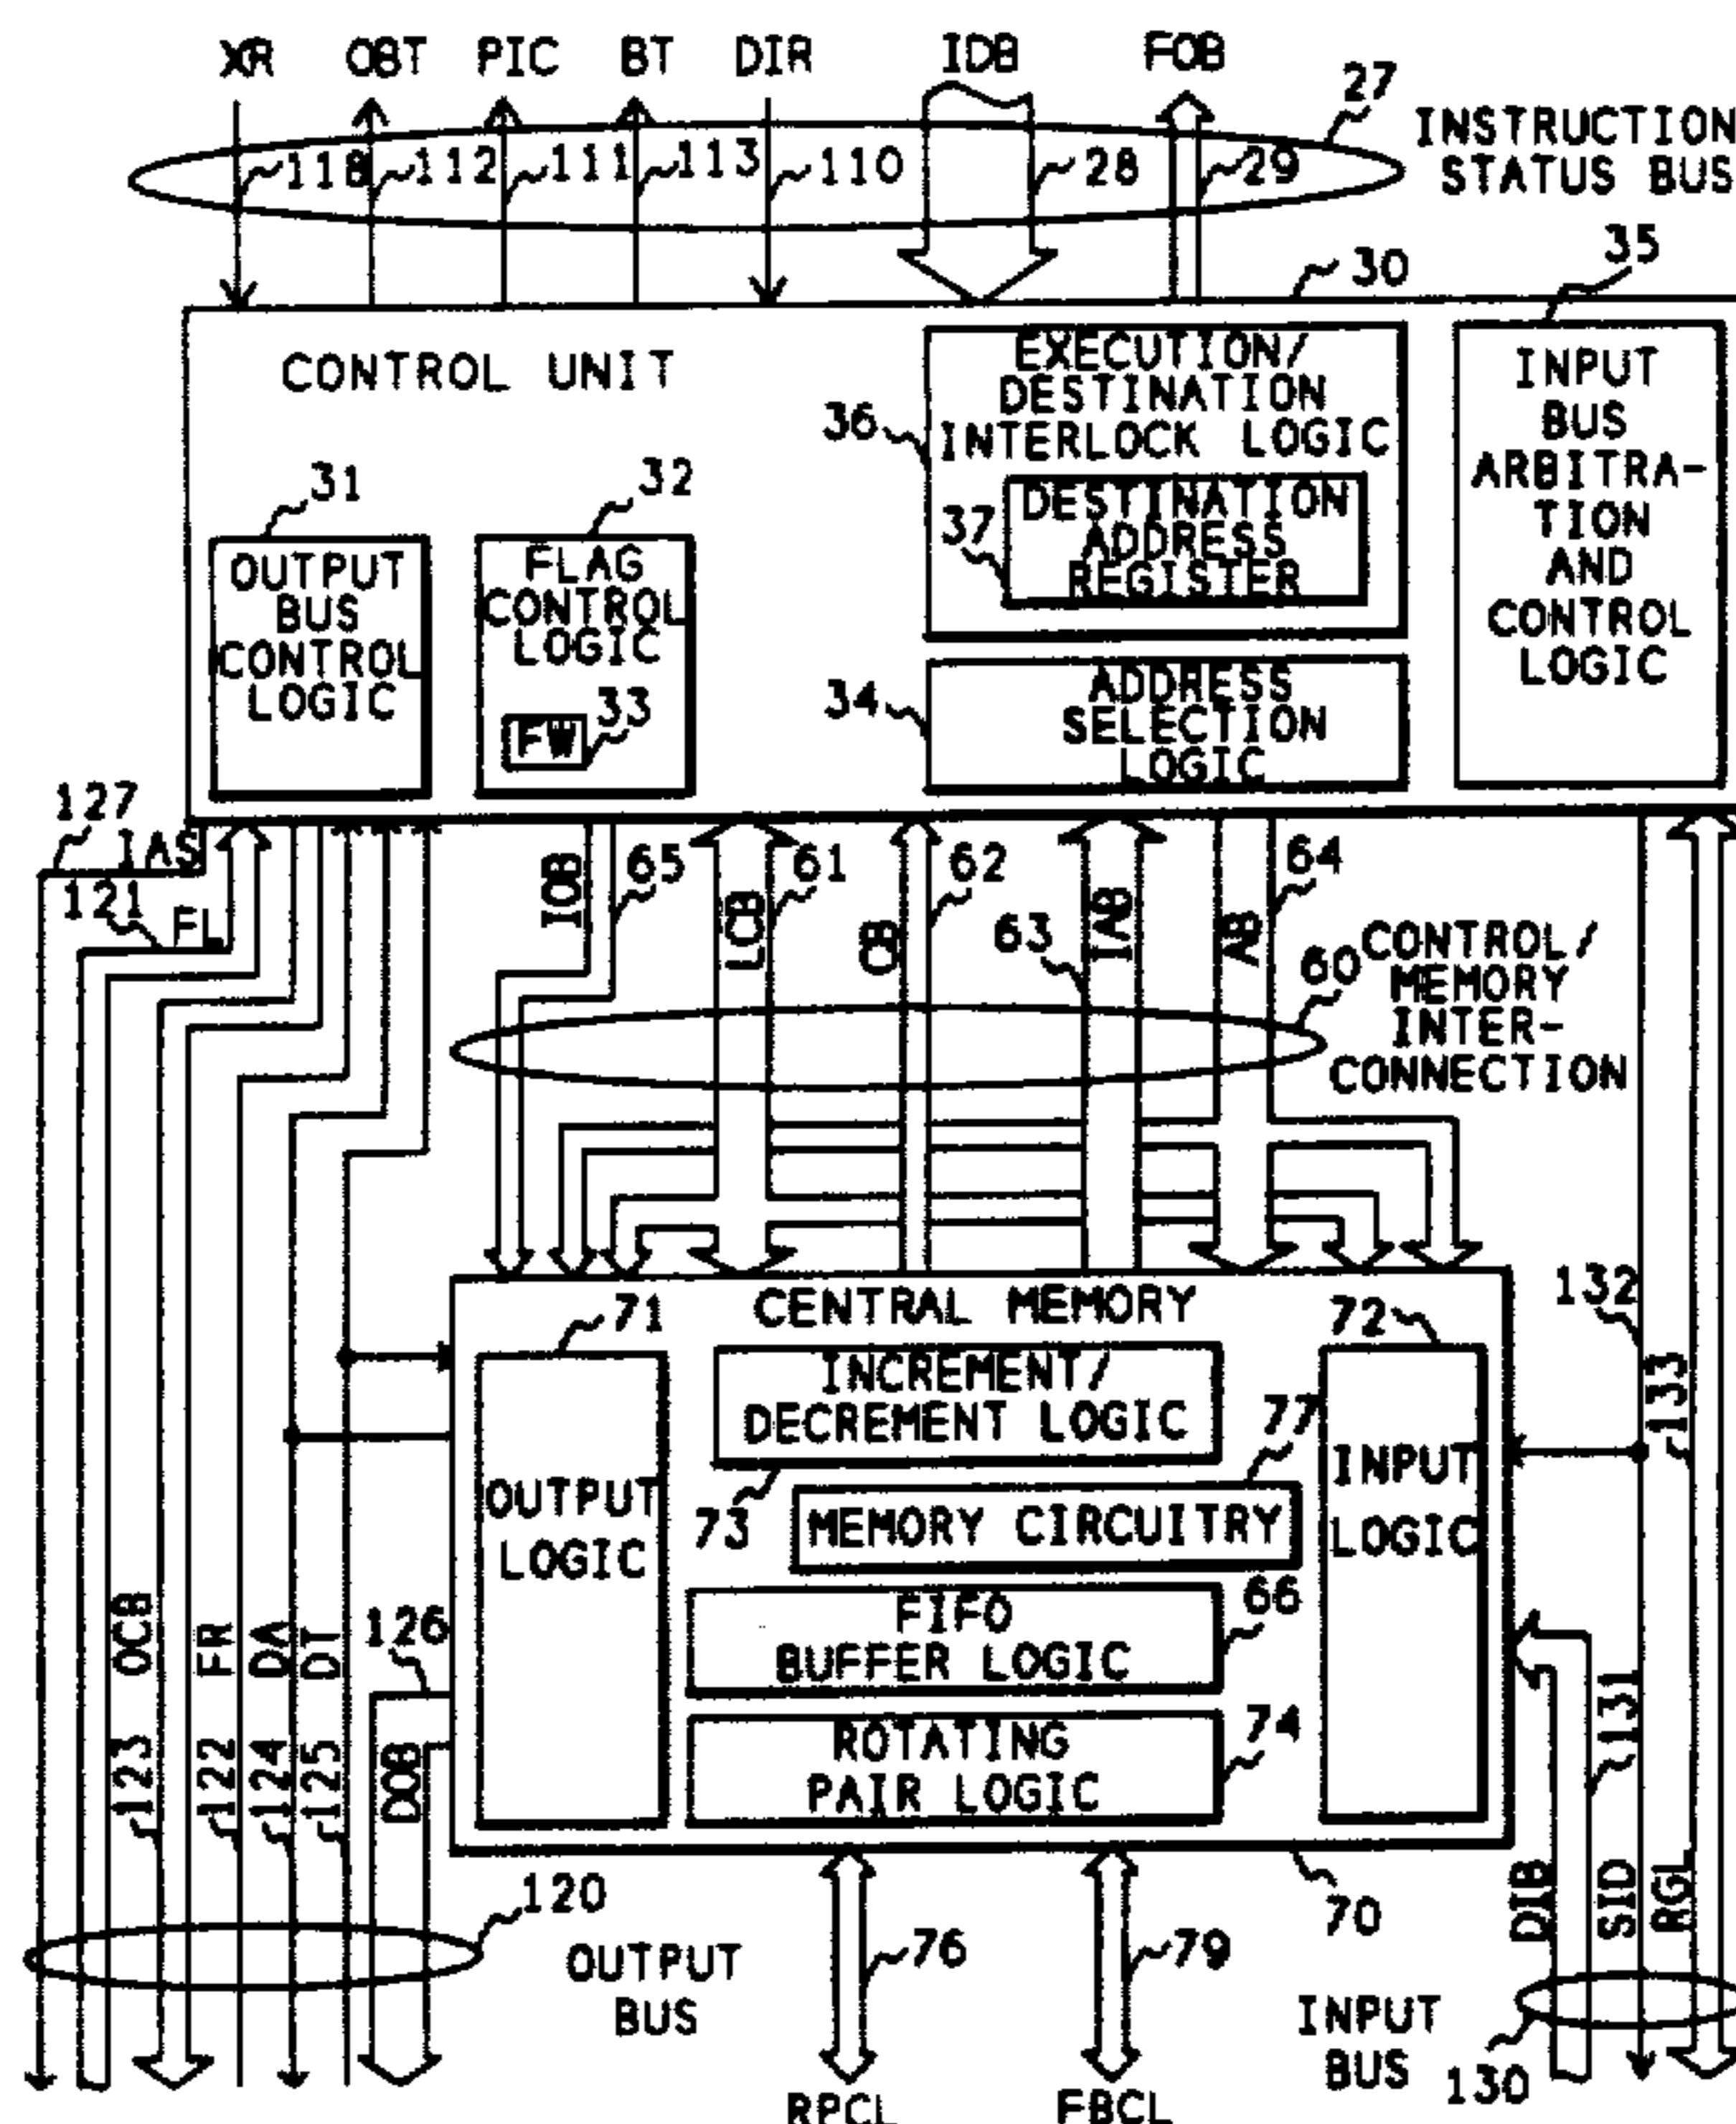 XR OBT PIC BT DIR IDB FOB
27
INSTRUCTION
STATUS BUS
118 112 111 113 110 28 29
30
35
CONTROL UNIT
36
EXECUTION/
DESTINATION
INTERLOCK LOGIC
37
DESTINATION
ADDRESS
REGISTER
INPUT
BUS
ARBITRA-
TION
AND
CONTROL
LOGIC
31
OUTPUT
BUS
CONTROL
LOGIC
32
FLAG
CONTROL
LOGIC
33
FW
34
ADDRESS
SELECTION
LOGIC
127
IAS
121
FL
IOB
65
LCB
61
CB
62
63
IAB
AB
64
60
CONTROL/
MEMORY
INTER-
CONNECTION
CENTRAL MEMORY
71
OUTPUT
LOGIC
INCREMENT/
DECREMENT LOGIC
73
77
MEMORY CIRCUITRY
72
INPUT
LOGIC
66
FIFO
BUFFER LOGIC
74
ROTATING
PAIR LOGIC
132
133
131
OCB
FR
DA
DT
126
123
122
124
125
DOB
120
OUTPUT
BUS
76
79
70
DIB
SID
RGL
INPUT
BUS
130
RPCL
FBCL